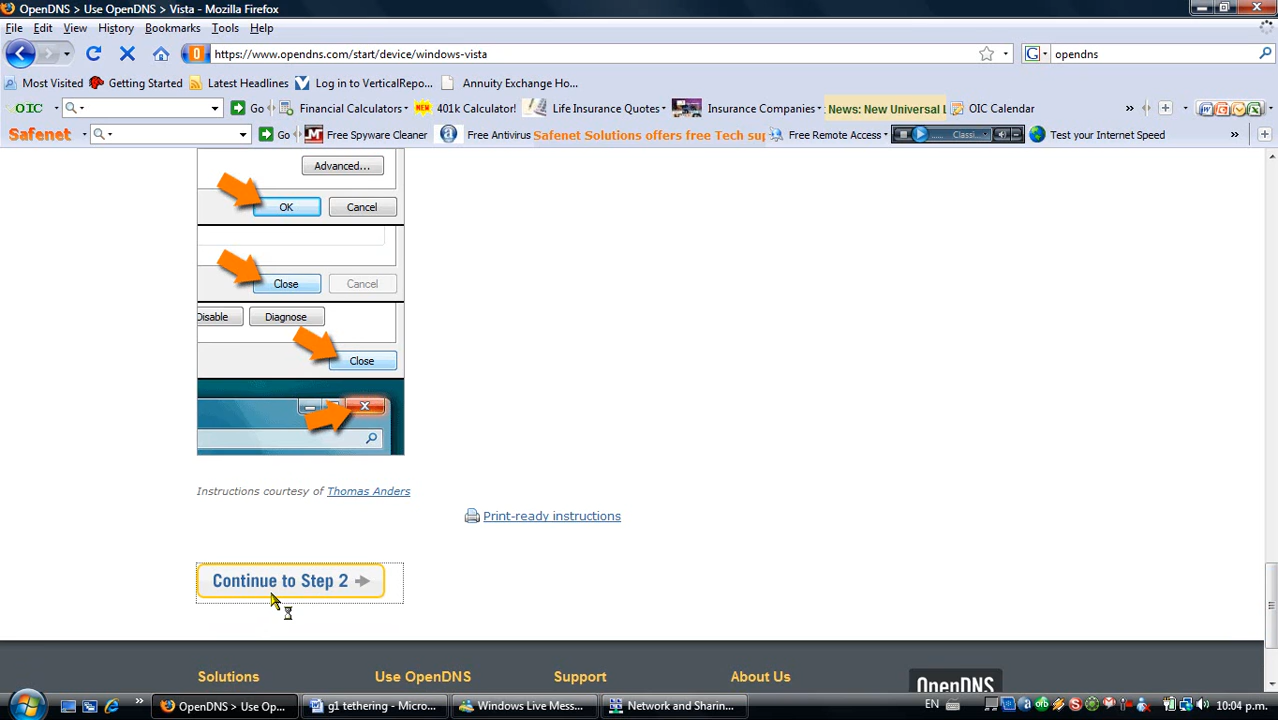 OpenDNS > Use OpenDNS > Vista - Mozilla Firefox
File Edit View History Bookmarks Tools Help
https://www.opendns.com/start/device/windows-vista
G opendns
Most Visited Getting Started Latest Headlines Log in to VerticalRepo... Annuity Exchange Ho...
OIC Go Financial Calculators NEW 401k Calculator! Life Insurance Quotes Insurance Companies News: New Universal L OIC Calendar »
Safenet Go Free Spyware Cleaner Free Antivirus Safenet Solutions offers free Tech sup Free Remote Access Classi... Test your Internet Speed »
Advanced...
OK Cancel
Close Cancel
Disable Diagnose
Close
Instructions courtesy of Thomas Anders
Print-ready instructions
Continue to Step 2
Solutions Use OpenDNS Support About Us OpenDNS
» OpenDNS > Use Op... g1 tethering - Micro... Windows Live Mess... Network and Sharin... EN 10:04 p.m.